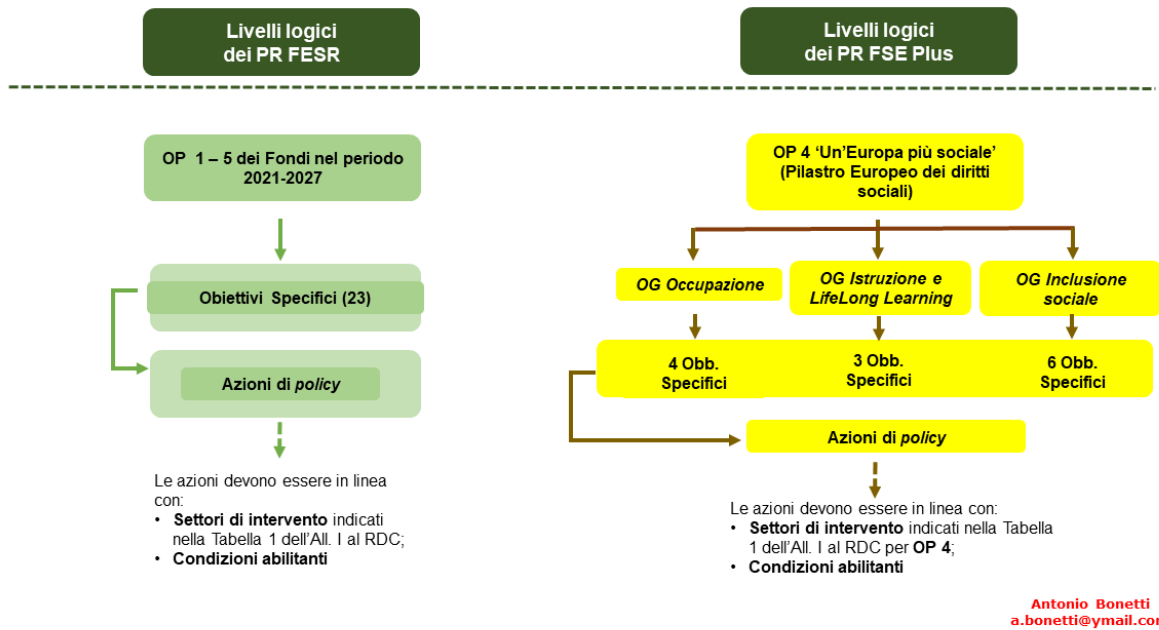 Livelli logici
dei PR FESR
Livelli logici
dei PR FSE Plus
OP 1 – 5 dei Fondi nel periodo
2021-2027
Obiettivi Specifici (23)
Azioni di policy
Le azioni devono essere in linea
con:
• Settori di intervento indicati
nella Tabella 1 dell'All. I al RDC;
• Condizioni abilitanti
OP 4 ‘Un’Europa più sociale’
(Pilastro Europeo dei diritti
sociali)
OG Occupazione
OG Istruzione e
LifeLong Learning
OG Inclusione
sociale
4 Obb.
Specifici
3 Obb.
Specifici
6 Obb.
Specifici
Azioni di policy
Le azioni devono essere in linea con:
• Settori di intervento indicati nella Tabella
1 dell’All. I al RDC per OP 4;
• Condizioni abilitanti
Antonio Bonetti
a.bonetti@ymail.co